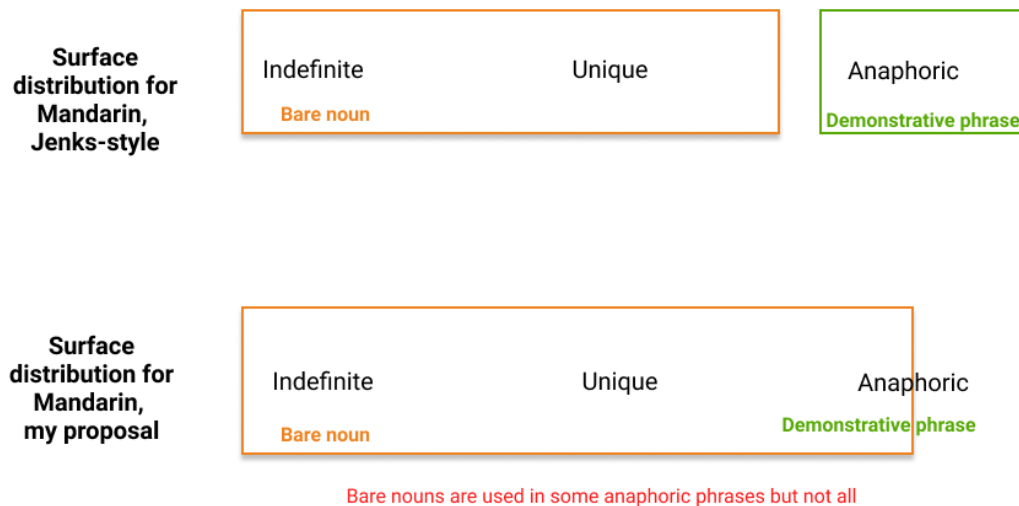 Surface
distribution for
Mandarin,
Jenks-style
Indefinite
Unique
Anaphoric
Bare noun
Demonstrative phrase
Surface
distribution for
Mandarin,
my proposal
Indefinite
Unique
Anaphoric
Bare noun
Demonstrative phrase
Bare nouns are used in some anaphoric phrases but not all